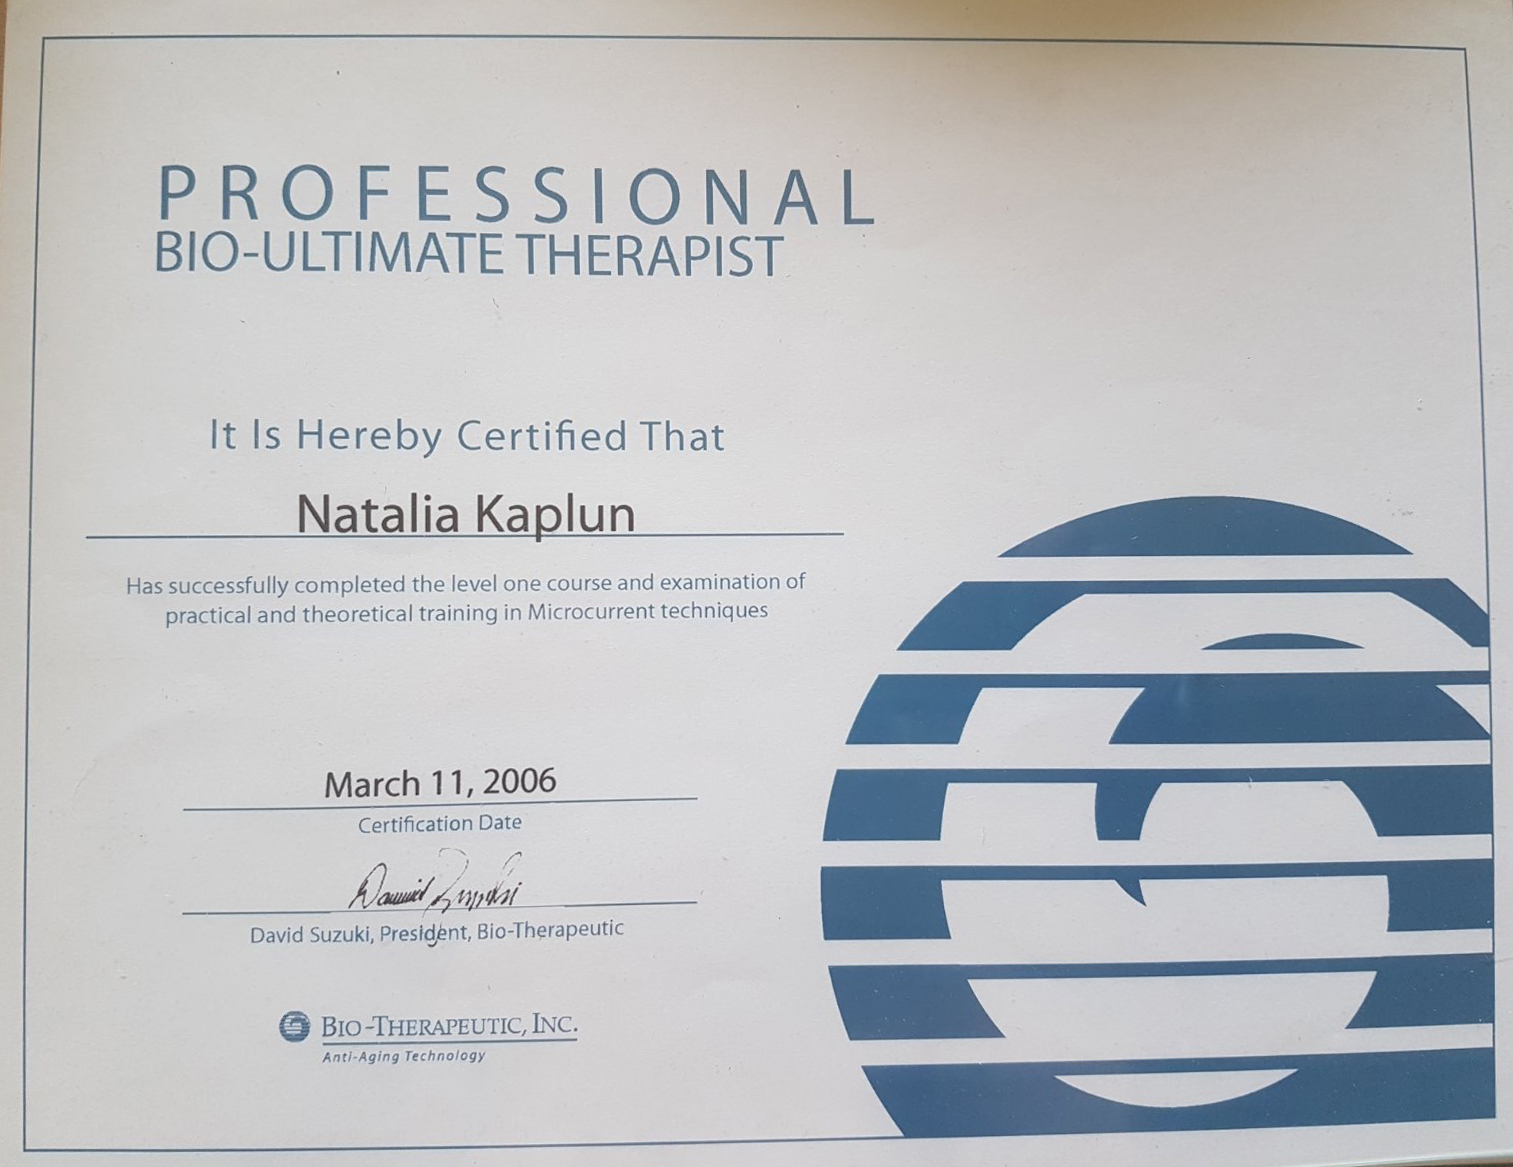 PROFESSIONAL
BIO-ULTIMATE THERAPIST
It Is Hereby Certified That
Natalia Kaplun
Has successfully completed the level one course and examination of
practical and theoretical training in Microcurrent techniques
March 11, 2006
Certification Date
David Suzuki, President, Bio-Therapeutic
BIO-THERAPEUTIC, INC.
Anti-Aging Technology